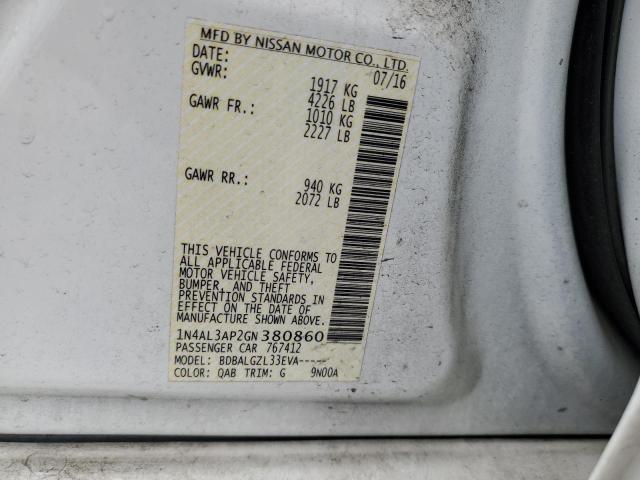 MFD BY NISSAN MOTOR CO., LTD.
DATE: 07/16
GVWR: 1917 KG
4226 LB
GAWR FR.: 1010 KG
2227 LB
GAWR RR.: 940 KG
2072 LB
THIS VEHICLE CONFORMS TO
ALL APPLICABLE FEDERAL
MOTOR VEHICLE SAFETY,
BUMPER, AND THEFT
PREVENTION STANDARDS IN
EFFECT ON THE DATE OF
MANUFACTURE SHOWN ABOVE.
1N4AL3AP2GN380860
PASSENGER CAR 767412
MODEL: BDBALGZL33EVA-----
COLOR: QAB TRIM: G 9N00A